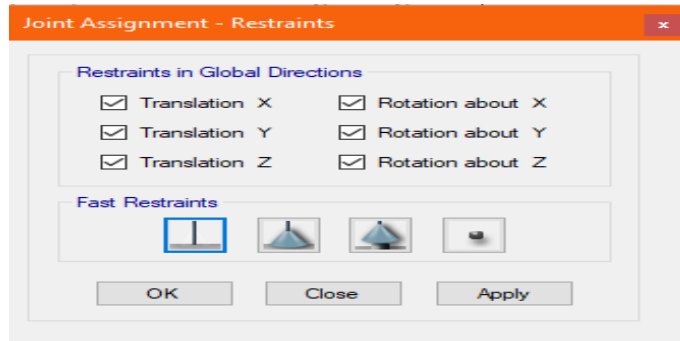 Joint Assignment - Restraints
x
Restraints in Global Directions
Translation X
Rotation about X
Translation Y
Rotation about Y
Translation Z
Rotation about Z
Fast Restraints
OK
Close
Apply